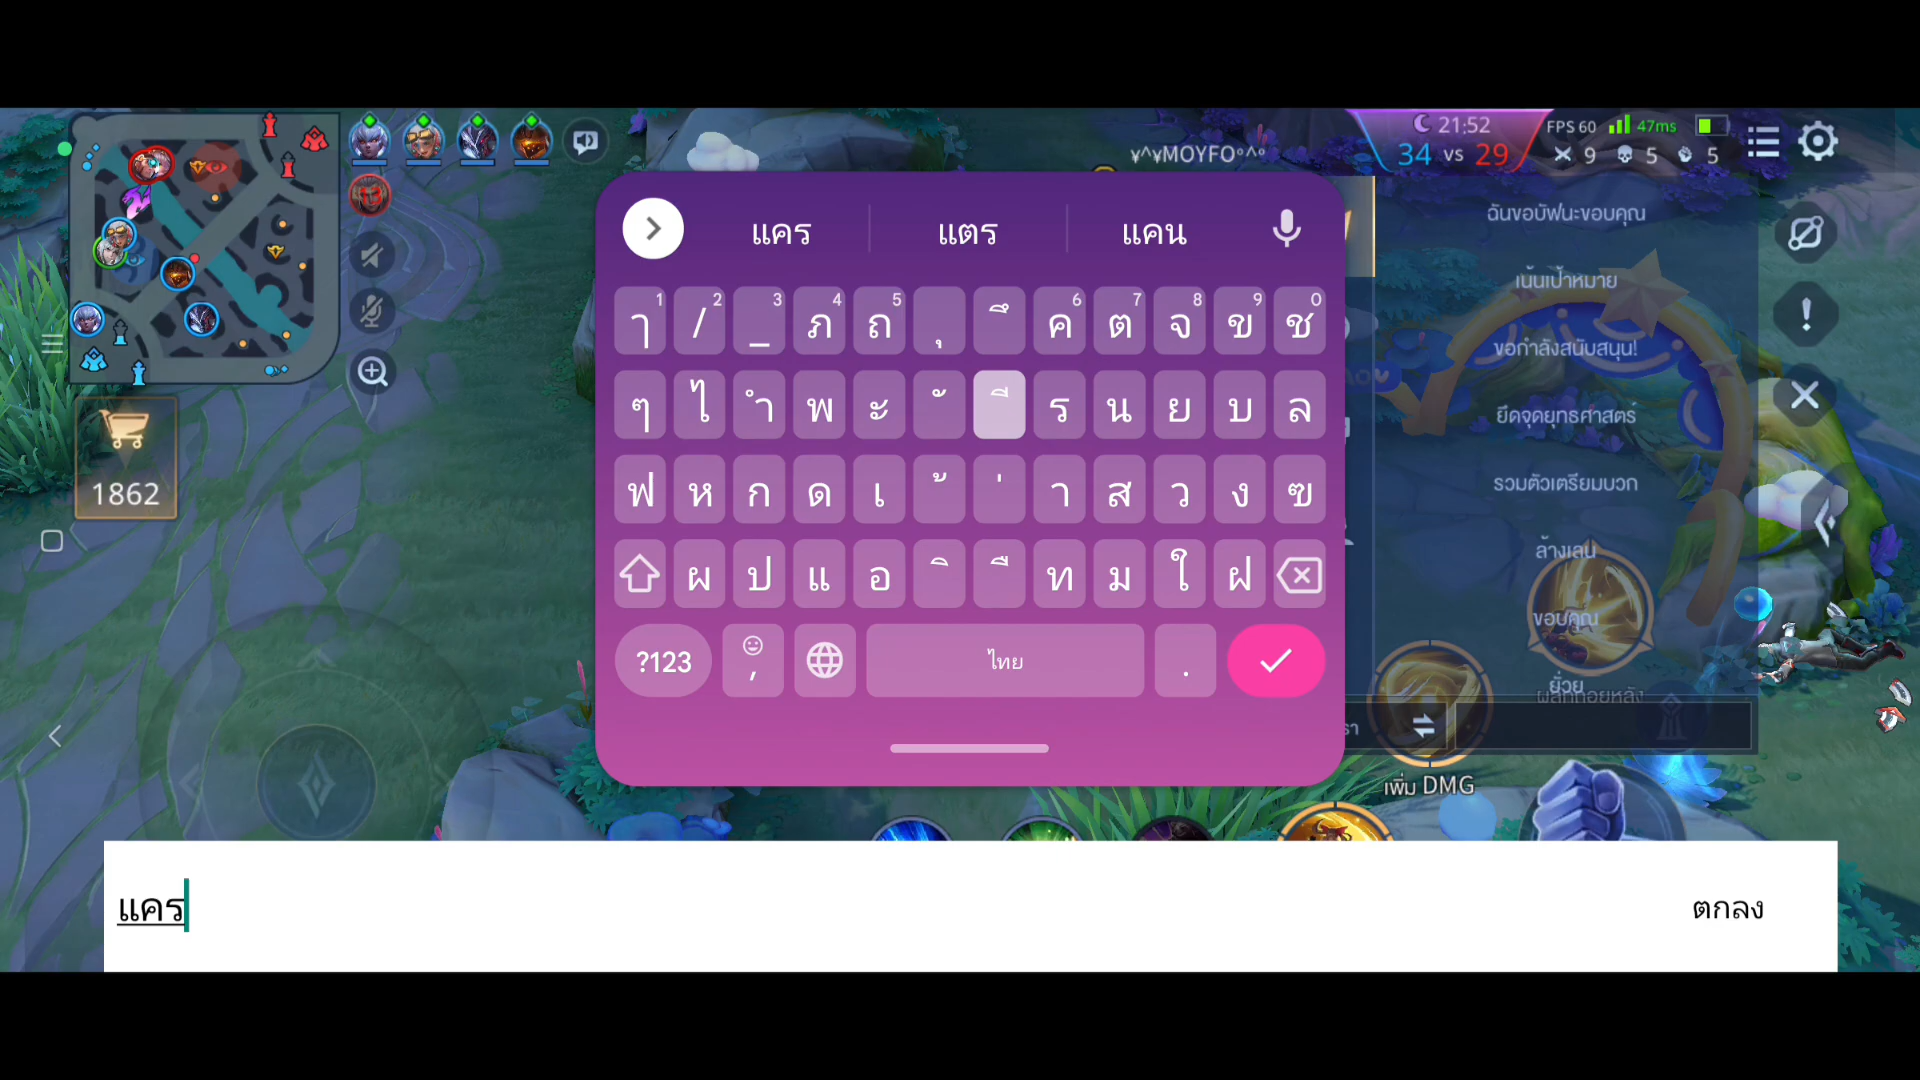 21:52
34 vs 29
FPS 60 47ms
9 5 5
¥^¥MOYFO°^°
1862
ฉันขอบัฟนะขอบคุณ
เน้นเป้าหมาย
ขอกำลังสนับสนุน!
ยึดจุดยุทธศาสตร์
รวมตัวเตรียมบวก
ล้างเลน
ขอบคุณ
ยั่วย
เพิ่ม DMG
แคร แตร แคน
ๅ 1 / 2 _ 3 ภ 4 ถ 5 ุ ึ ค 6 ต 7 จ 8 ข 9 ช 0
ๆ ไ ำ พ ะ ั ี ร น ย บ ล
ฟ ห ก ด เ ้ ่ า ส ว ง ฃ
ผ ป แ อ ิ ื ท ม ใ ฝ
?123 , ไทย .
แคร
ตกลง